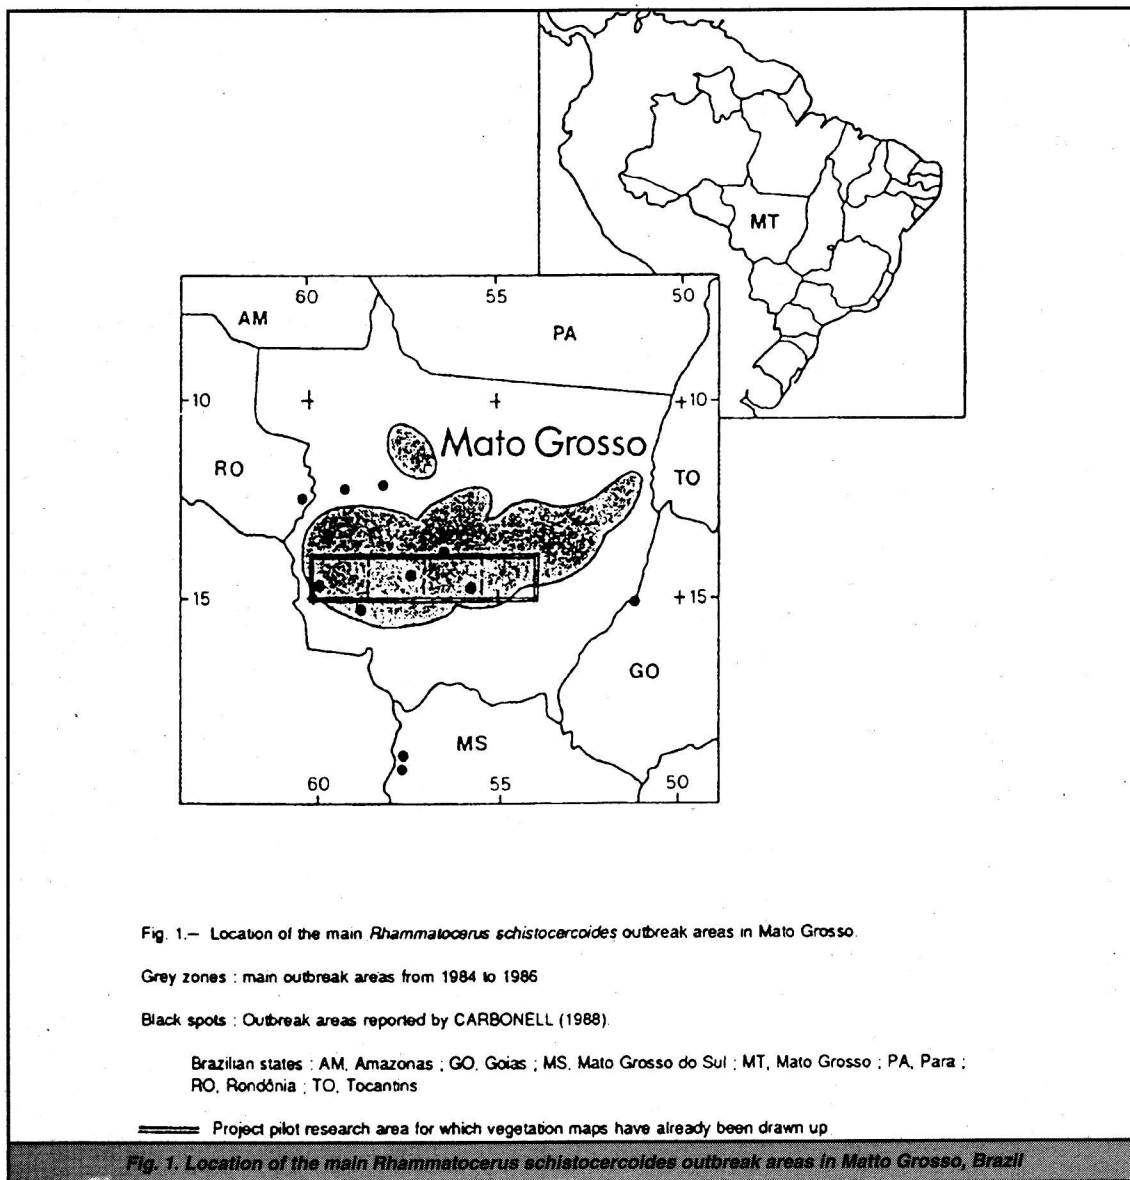 MT
60
55
50
AM
PA
10
+10
Mato Grosso
RO
TO
15
+15
GO
MS
60
55
50
Fig. 1.– Location of the main Rhammatocerus schistocercoides outbreak areas in Mato Grosso.
Grey zones : main outbreak areas from 1984 to 1986
Black spots : Outbreak areas reported by CARBONELL (1988).
Brazilian states : AM, Amazonas ; GO, Goias ; MS, Mato Grosso do Sul ; MT, Mato Grosso ; PA, Para ;
RO, Rondônia ; TO, Tocantins
Project pilot research area for which vegetation maps have already been drawn up
Fig. 1. Location of the main Rhammatocerus schistocercoides outbreak areas in Matto Grosso, Brazil